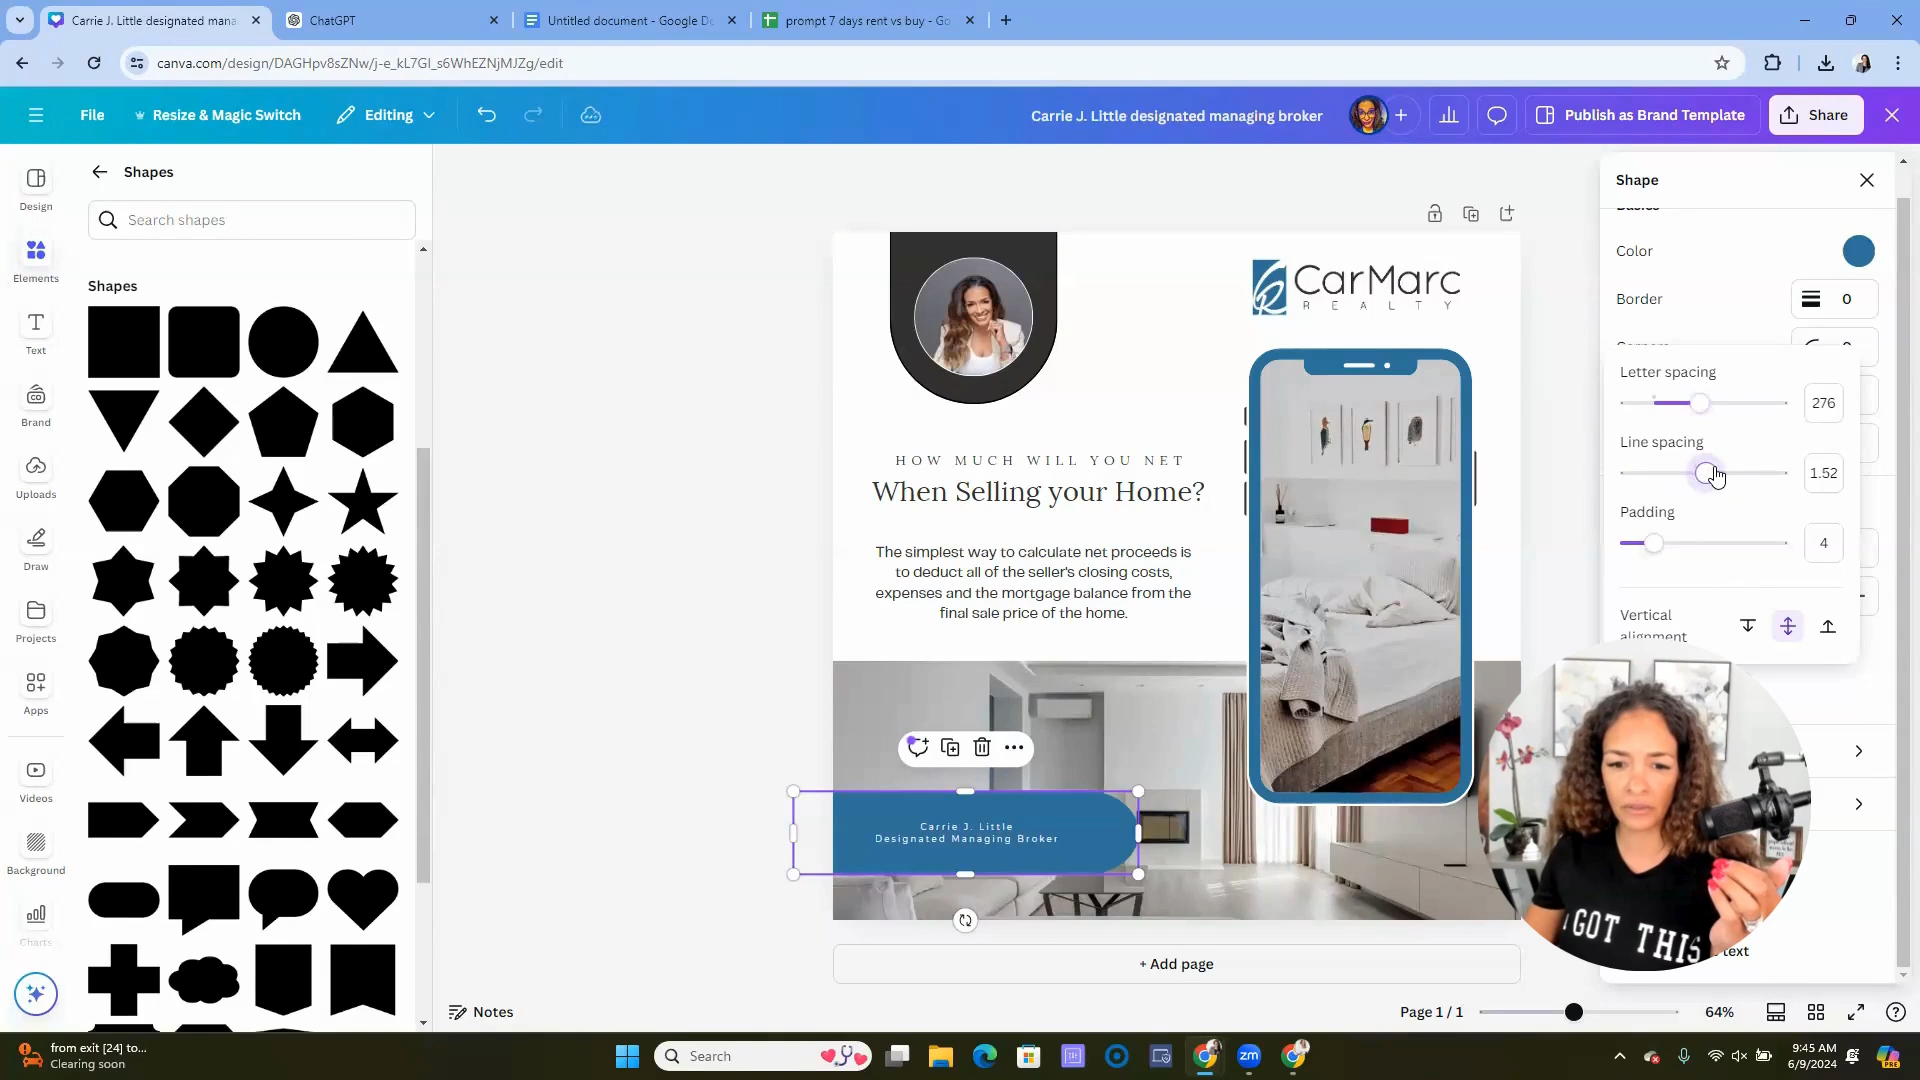 Carrie J. Little designated mana
ChatGPT
Untitled document - Google D
prompt 7 days rent vs buy - Go
canva.com/design/DAGHpv8sZNw/j-e_kL7GI_s6WhEZNjMJZg/edit
File
Resize & Magic Switch
Editing
Carrie J. Little designated managing broker
Publish as Brand Template
Share
Design
Elements
Text
Brand
Uploads
Draw
Projects
Apps
Videos
Background
Charts
Shapes
Search shapes
Shapes
CarMarc
REALTY
HOW MUCH WILL YOU NET
When Selling your Home?
The simplest way to calculate net proceeds is
to deduct all of the seller's closing costs,
expenses and the mortgage balance from the
final sale price of the home.
Carrie J. Little
Designated Managing Broker
+ Add page
Notes
Page 1 / 1
64%
Shape
Basics
Color
Border
0
Letter spacing
276
Line spacing
1.52
Padding
4
Vertical
alignment
I GOT THIS
text
from exit [24] to...
Clearing soon
Search
9:45 AM
6/9/2024